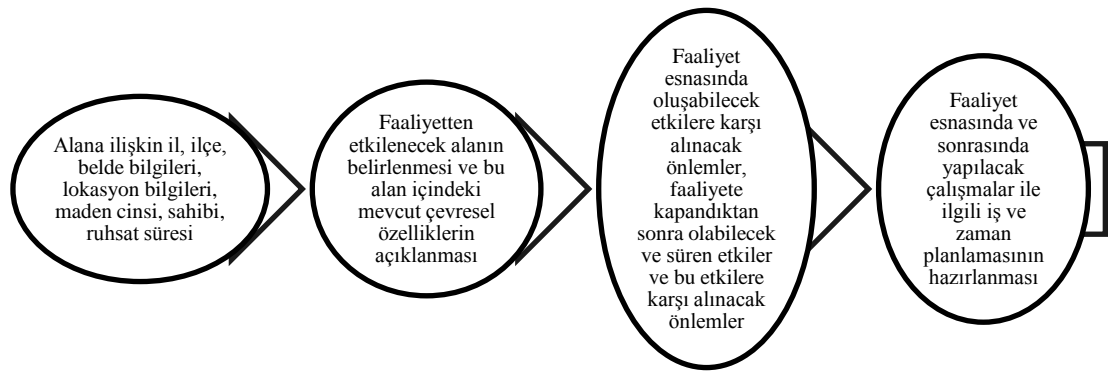 Alana ilişkin il, ilçe,
belde bilgileri,
lokasyon bilgileri,
maden cinsi, sahibi,
ruhsat süresi
Faaliyetten
etkilenecek alanın
belirlenmesi ve bu
alan içindeki
mevcut çevresel
özelliklerin
açıklanması
Faaliyet
esnasında
oluşabilecek
etkilere karşı
alınacak
önlemler,
faaliyete
kapandıktan
sonra olabilecek
ve süren etkiler
ve bu etkilere
karşı alınacak
önlemler
Faaliyet
esnasında ve
sonrasında
yapılacak
çalışmalar ile
ilgili iş ve
zaman
planlamasının
hazırlanması